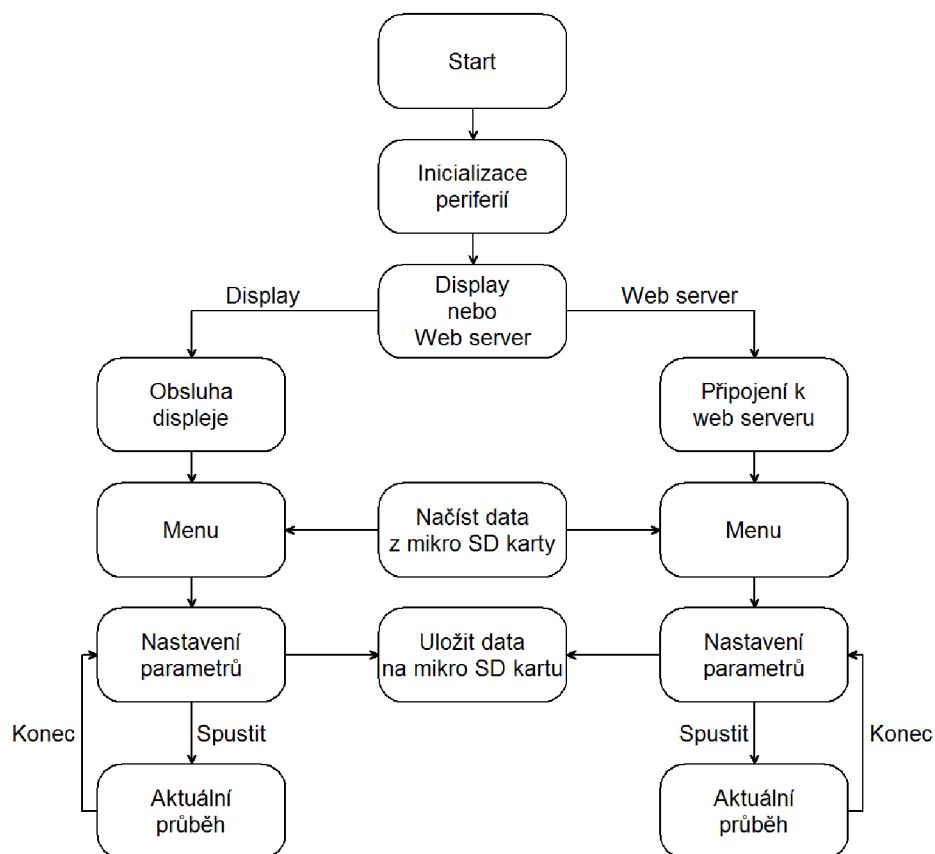 Start
Inicializace
periferií
Display
nebo
Web server
Display
Web server
Obsluha
displeje
Připojení k
web serveru
Menu
Načíst data
z mikro SD karty
Menu
Nastavení
parametrů
Uložit data
na mikro SD kartu
Nastavení
parametrů
Konec
Spustit
Spustit
Konec
Aktuální
průběh
Aktuální
průběh